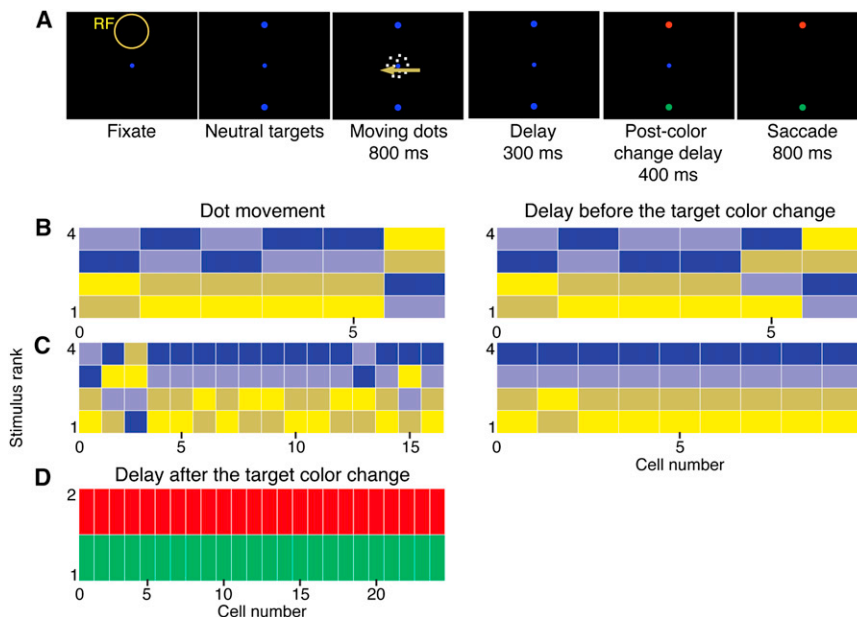 A
RF
Fixate
Neutral targets
Moving dots
800 ms
Delay
300 ms
Post-color
change delay
400 ms
Saccade
800 ms
B
Dot movement
Delay before the target color change
4
1
0
5
4
1
0
5
C
Stimulus rank
4
1
0
5
10
15
4
1
0
5
Cell number
D
Delay after the target color change
2
1
0
5
10
15
20
Cell number